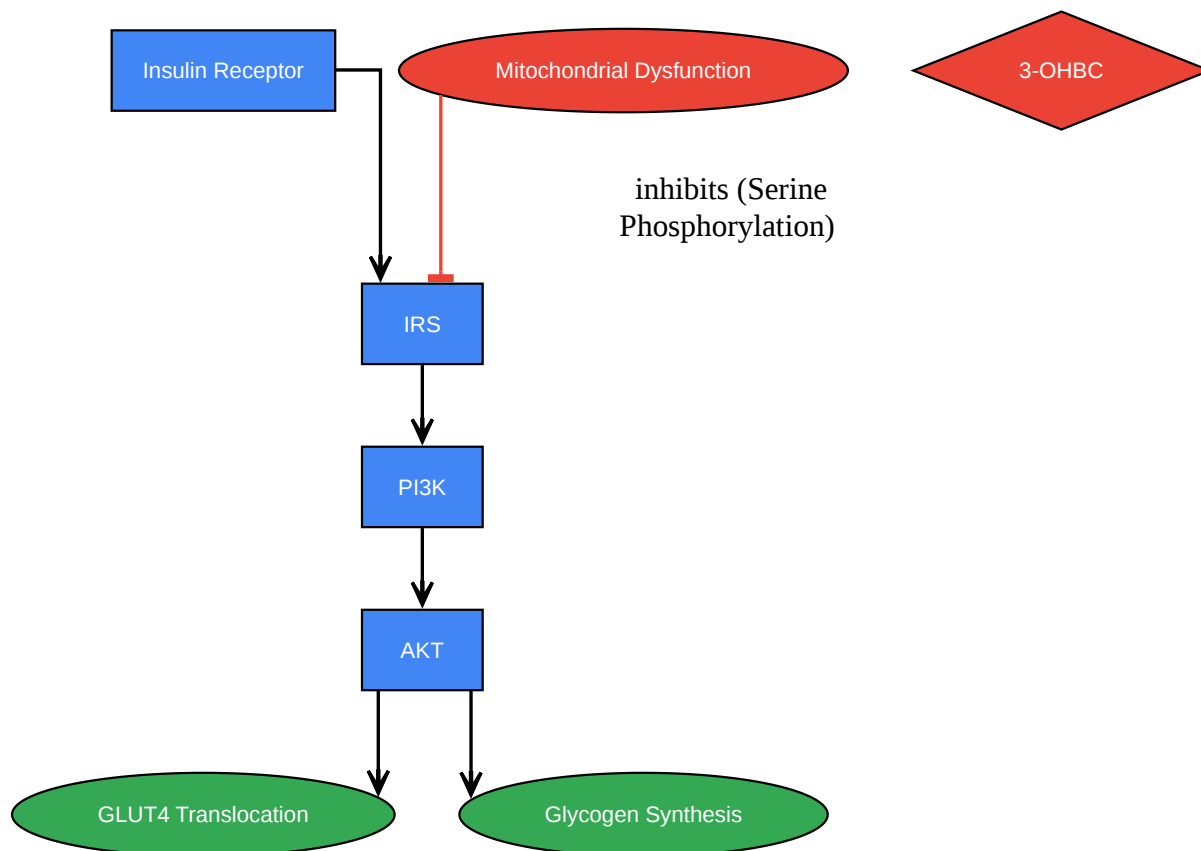 Insulin Receptor
Mitochondrial Dysfunction
3-OHBC
inhibits (Serine
Phosphorylation)
IRS
PI3K
AKT
GLUT4 Translocation
Glycogen Synthesis